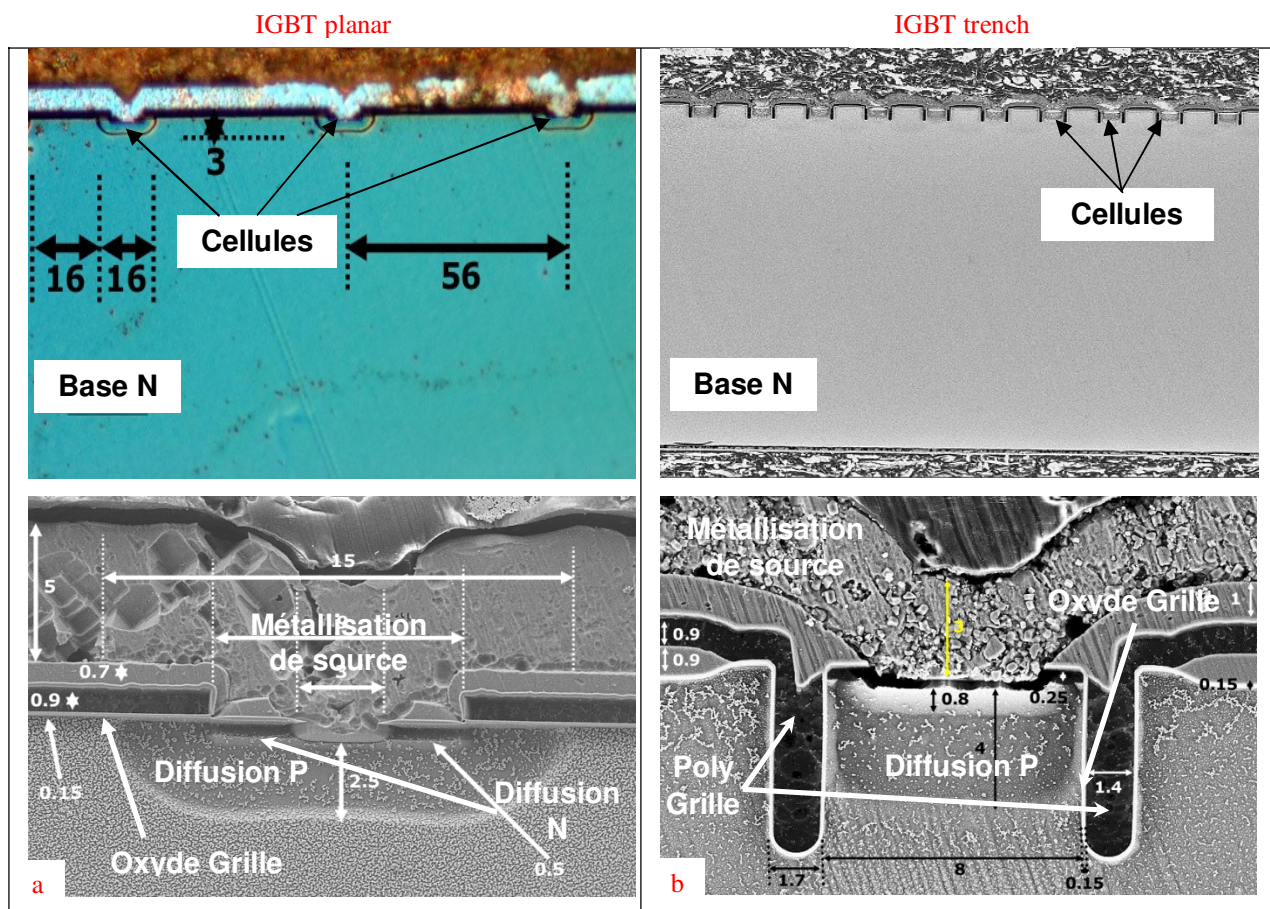 IGBT planar
IGBT trench
3
Cellules
16
16
56
Base N
Cellules
Base N
5
15
Métallisation
de source
3
0.7
0.9
Diffusion P
2.5
Diffusion
N
0.15
Oxyde Grille
0.5
a
Métallisation
de source
Oxyde Grille
1
3
0.9
0.9
0.8
0.25
0.15
4
Poly
Grille
Diffusion P
1.4
8
1.7
0.15
b